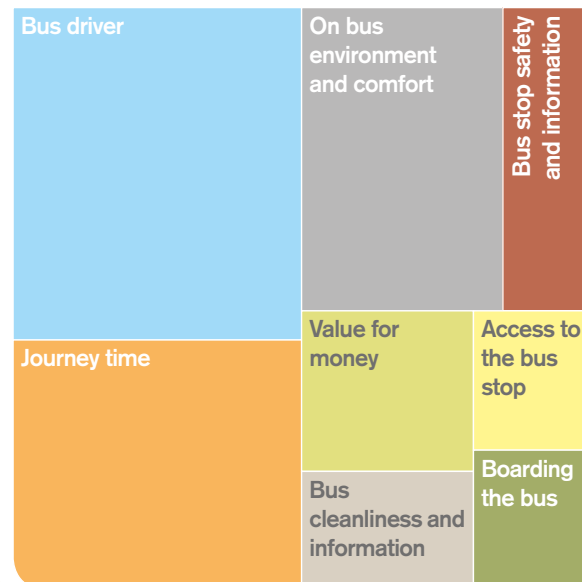 Bus driver
On bus
environment
and comfort
Bus stop safety
and information
Journey time
Value for
money
Access to
the bus
stop
Bus
cleanliness and
information
Boarding
the bus